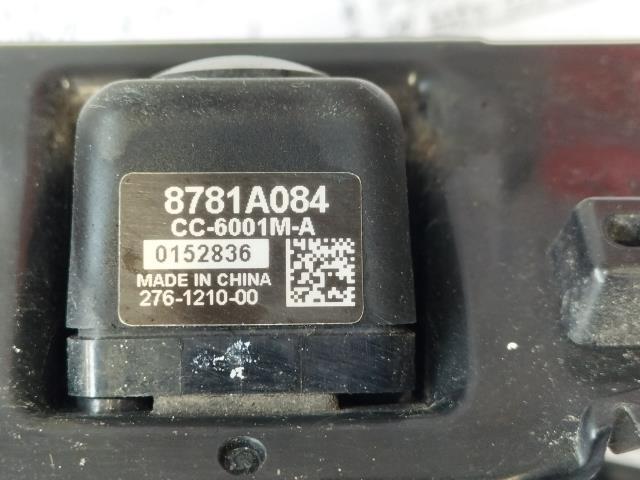 8781A084
CC-6001M-A
0152836
MADE IN CHINA
276-1210-00